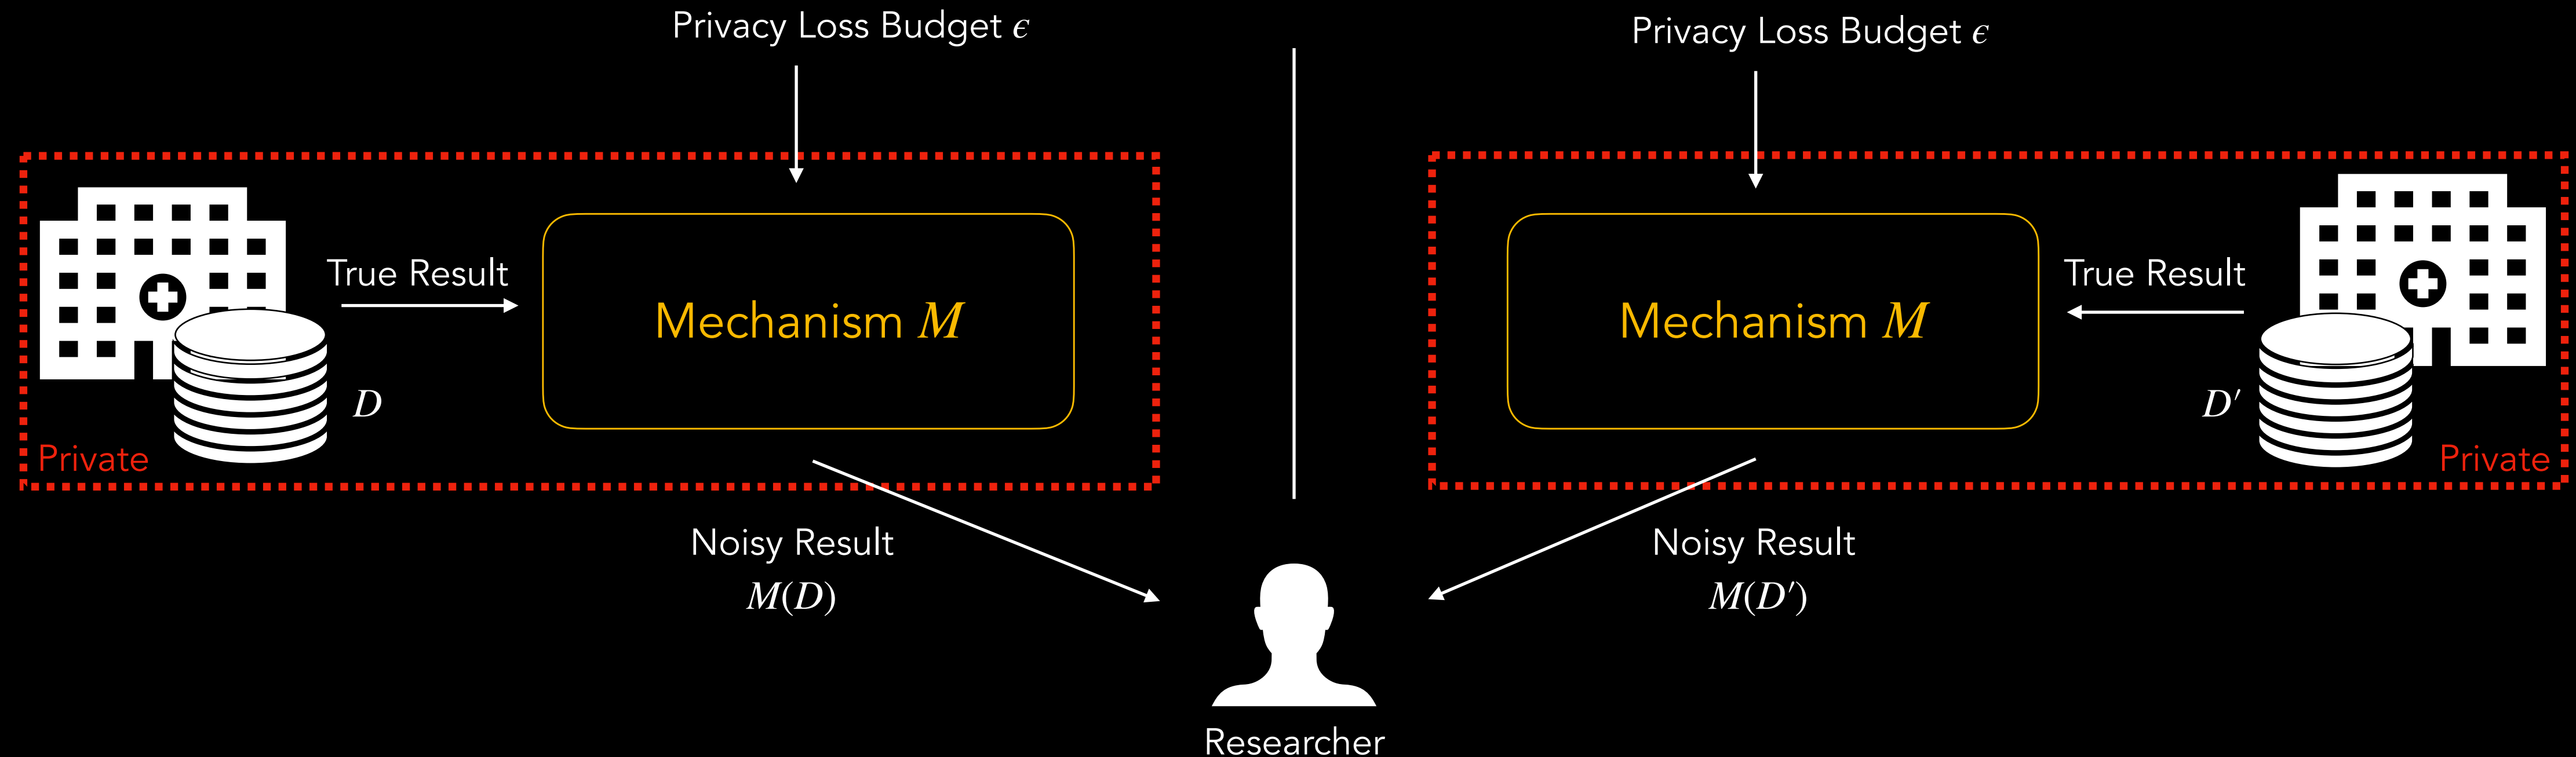 Privacy Loss Budget ϵ
True Result
Mechanism M
D
Private
Noisy Result
M(D)
Privacy Loss Budget ϵ
True Result
Mechanism M
D′
Private
Noisy Result
M(D′)
Researcher